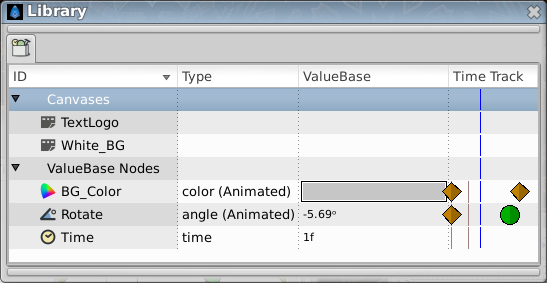 Library
ID Type ValueBase Time Track
Canvases
TextLogo
White_BG
ValueBase Nodes
BG_Color color (Animated)
Rotate angle (Animated) -5.69º
Time time 1f